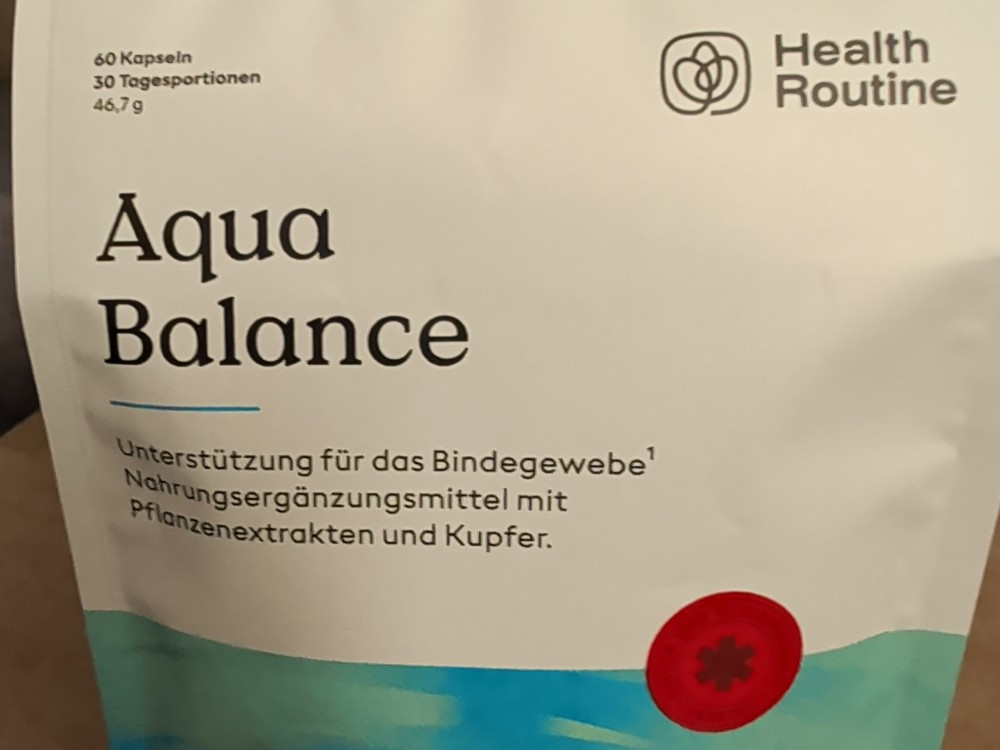 60 Kapseln
30 Tagesportionen
46,7 g
Health
Routine
Aqua
Balance
Unterstützung für das Bindegewebe¹
Nahrungsergänzungsmittel mit
Pflanzenextrakten und Kupfer.